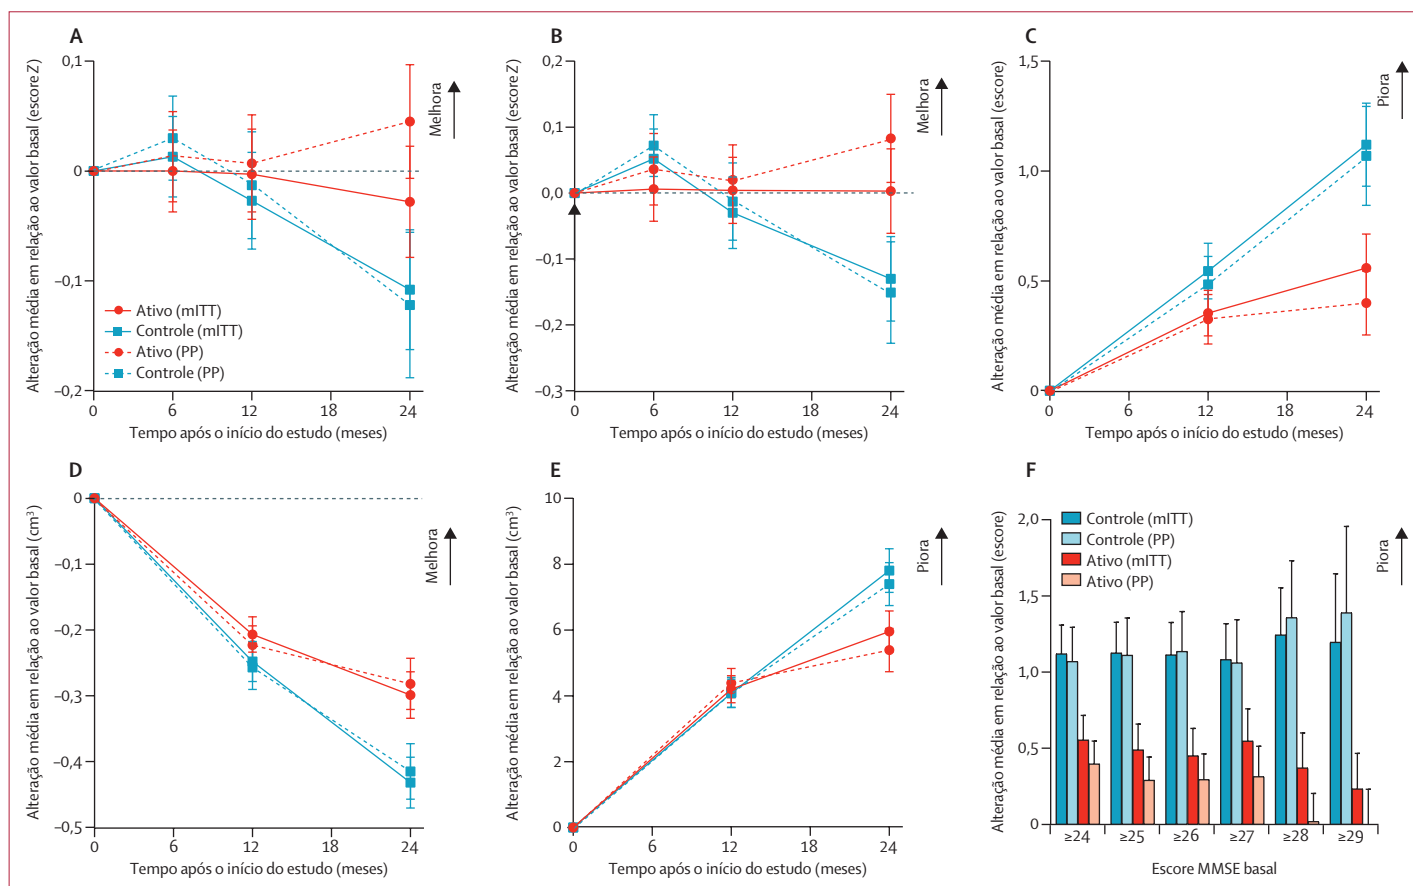 A
Alteração média em relação ao valor basal (escore Z)
0,1
0
–0,1
–0,2
Melhora
Ativo (mITT)
Controle (mITT)
Ativo (PP)
Controle (PP)
0 6 12 18 24
Tempo após o início do estudo (meses)
B
Alteração média em relação ao valor basal (escore Z)
0,2
0,1
0,0
–0,1
–0,2
–0,3
Melhora
0 6 12 18 24
Tempo após o início do estudo (meses)
C
Alteração média em relação ao valor basal (escore)
1,5
1,0
0,5
0
Piora
0 6 12 18 24
Tempo após o início do estudo (meses)
D
Alteração média em relação ao valor basal (cm³)
0
–0,1
–0,2
–0,3
–0,4
–0,5
Melhora
0 6 12 18 24
Tempo após o início do estudo (meses)
E
Alteração média em relação ao valor basal (cm³)
10
8
6
4
2
0
Piora
0 6 12 18 24
Tempo após o início do estudo (meses)
F
Alteração média em relação ao valor basal (escore)
2,0
1,5
1,0
0,5
0
Controle (mITT)
Controle (PP)
Ativo (mITT)
Ativo (PP)
Piora
≥24 ≥25 ≥26 ≥27 ≥28 ≥29
Escore MMSE basal